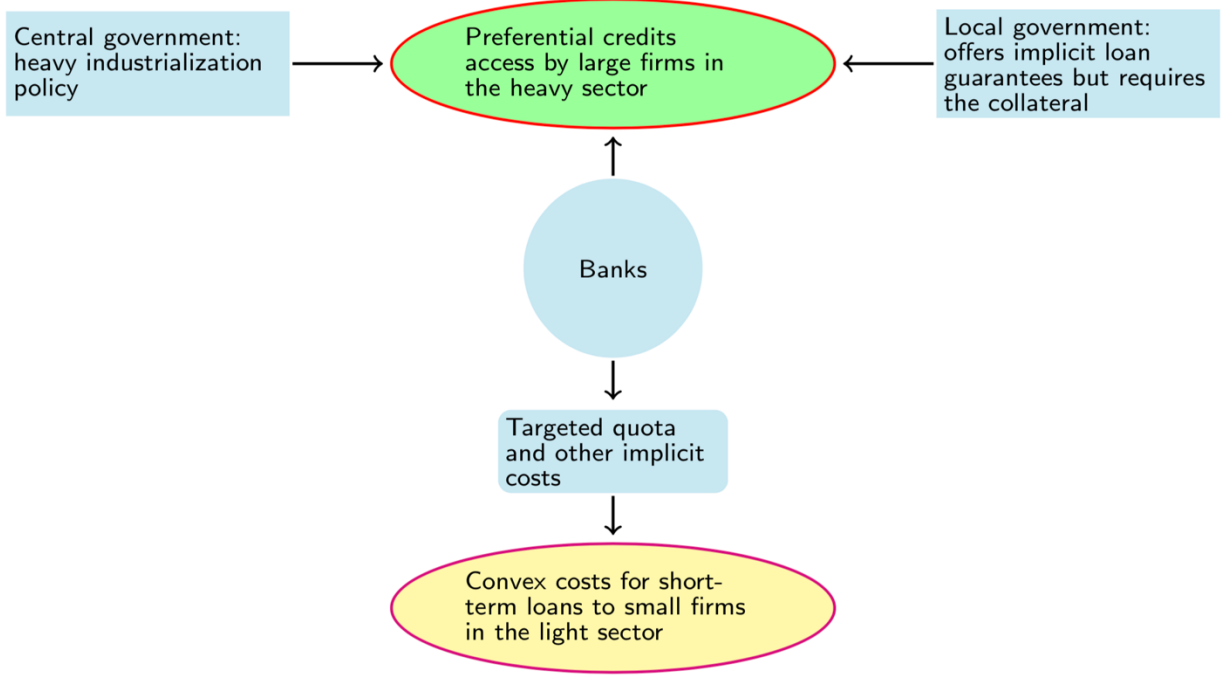 Central government:
heavy industrialization
policy
Preferential credits
access by large firms in
the heavy sector
Local government:
offers implicit loan
guarantees but requires
the collateral
Banks
Targeted quota
and other implicit
costs
Convex costs for short-
term loans to small firms
in the light sector